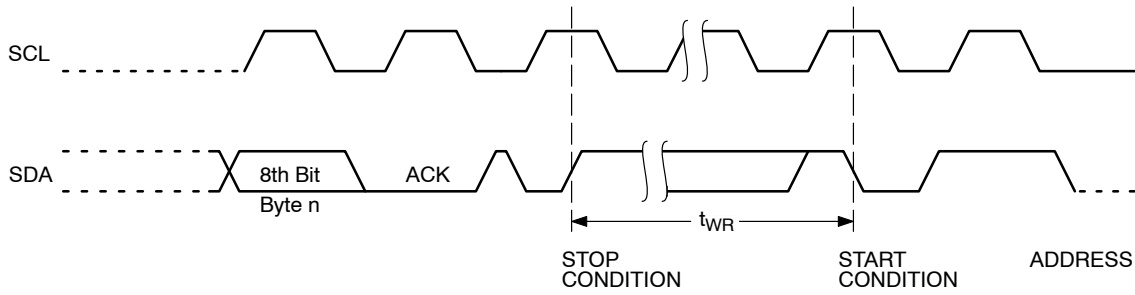 SCL
SDA
8th Bit
Byte n
ACK
tWR
STOP
CONDITION
START
CONDITION
ADDRESS